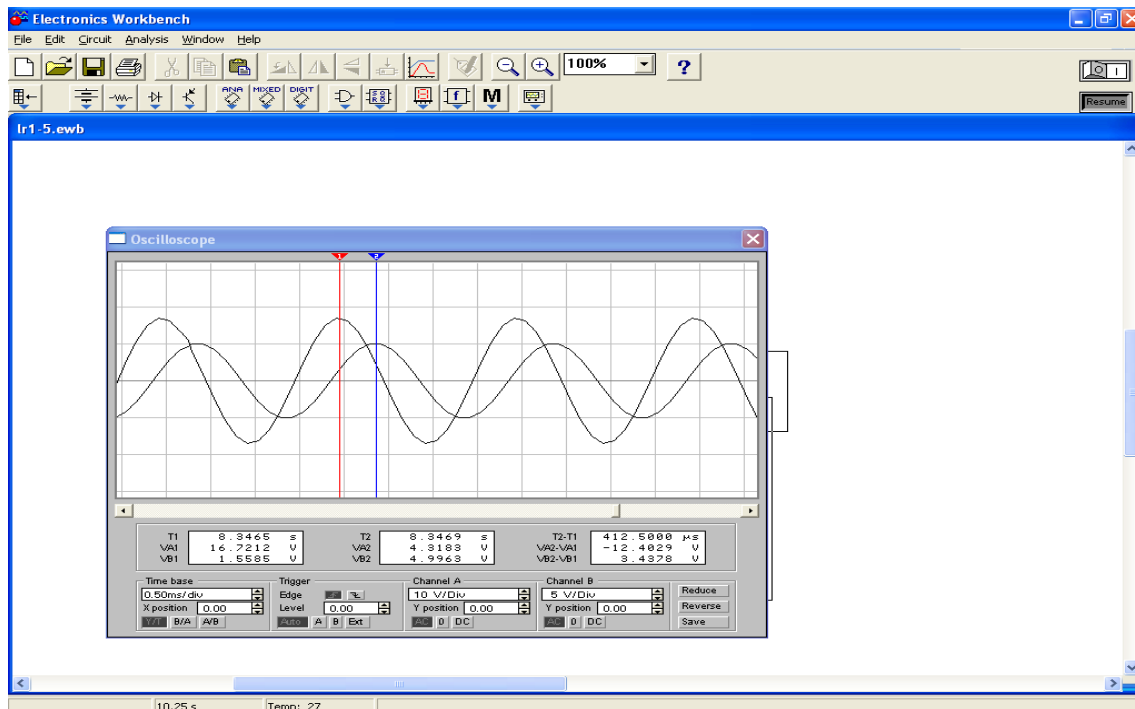 Electronics Workbench
File Edit Circuit Analysis Window Help
100% ?
ANA MIXED DIGIT M
Resume
lr1-5.ewb
Oscilloscope
1 2
T1 8.3465 s T2 8.3469 s T2-T1 412.5000 µs
VA1 16.7212 V VA2 4.3183 V VA2-VA1 -12.4029 V
VB1 1.5585 V VB2 4.9963 V VB2-VB1 3.4378 V
Time base Trigger Channel A Channel B
0.50ms/div Edge 10 V/Div 5 V/Div Reduce
X position 0.00 Level 0.00 Y position 0.00 Y position 0.00 Reverse
Y/T B/A A/B Auto A B Ext AC 0 DC AC 0 DC Save
10.25 s Temp: 27